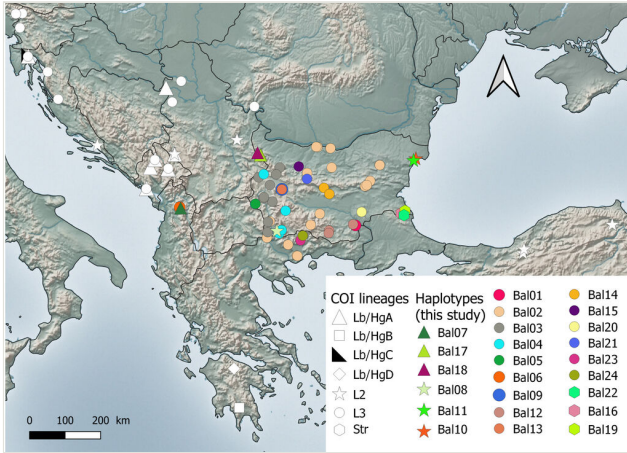 COI lineages
Lb/HgA
Lb/HgB
Lb/HgC
Lb/HgD
L2
L3
Str
Haplotypes
(this study)
Bal07
Bal17
Bal18
Bal08
Bal11
Bal10
Bal01
Bal02
Bal03
Bal04
Bal05
Bal06
Bal09
Bal12
Bal13
Bal14
Bal15
Bal20
Bal21
Bal23
Bal24
Bal22
Bal16
Bal19
0 100 200 km